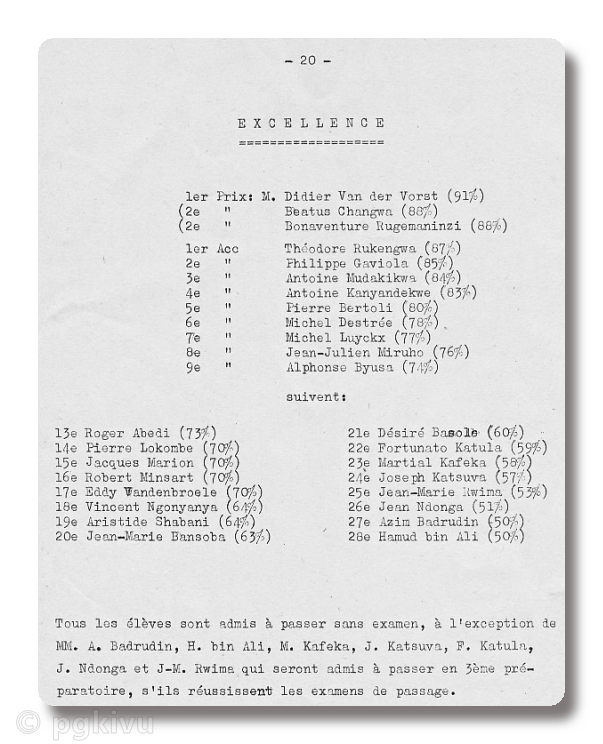 - 20 -
E X C E L L E N C E
===================
1er Prix: M. Didier Van der Vorst (91%)
(2e " Béatus Changwa (88%)
(2e " Bonaventure Rugemaninzi (88%)
1er Acc Théodore Rukengwa (87%)
2e " Philippe Gaviola (85%)
3e " Antoine Mudakikwa (84%)
4e " Antoine Kanyandekwe (83%)
5e " Pierre Bertoli (80%)
6e " Michel Destrée (78%)
7e " Michel Luyckx (77%)
8e " Jean-Julien Miruho (76%)
9e " Alphonse Byusa (74%)
suivent:
13e Roger Abedi (73%)
14e Pierre Lokombe (70%)
15e Jacques Marion (70%)
16e Robert Minsart (70%)
17e Eddy Vandenbroele (70%)
18e Vincent Ngonyanya (64%)
19e Aristide Shabani (64%)
20e Jean-Marie Bansoba (63%)
21e Désiré Basole (60%)
22e Fortunato Katula (59%)
23e Martial Kafeka (58%)
24e Joseph Katsuva (57%)
25e Jean-Marie Rwima (53%)
26e Jean Ndonga (51%)
27e Azim Badrudin (50%)
28e Hamud bin Ali (50%)
Tous les élèves sont admis à passer sans examen, à l'exception de
MM. A. Badrudin, H. bin Ali, M. Kafeka, J. Katsuva, F. Katula,
J. Ndonga et J-M. Rwima qui seront admis à passer en 3ème pré-
paratoire, s'ils réussissent les examens de passage.
© pgkivu